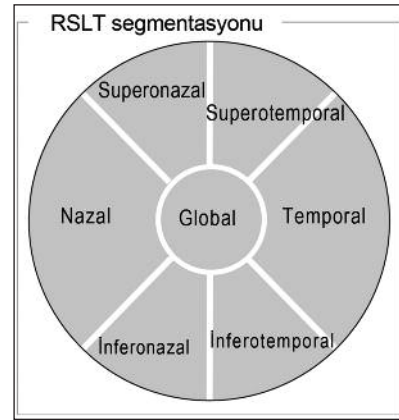 RSLT segmentasyonu
Superonazal
Superotemporal
Nazal
Global
Temporal
İnferonazal
İnferotemporal